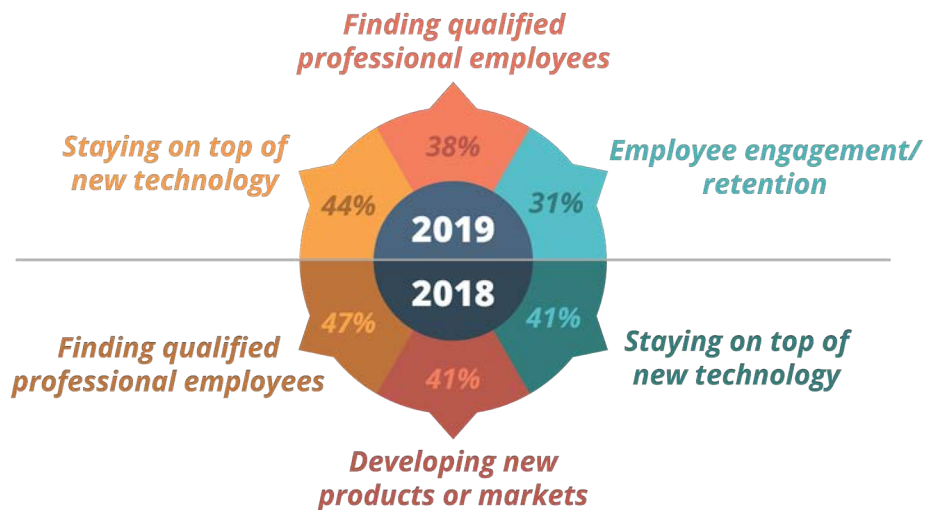 Finding qualified
professional employees
Staying on top of
new technology
38%
Employee engagement/
retention
44%
31%
2019
2018
47%
41%
Finding qualified
professional employees
41%
Staying on top of
new technology
Developing new
products or markets